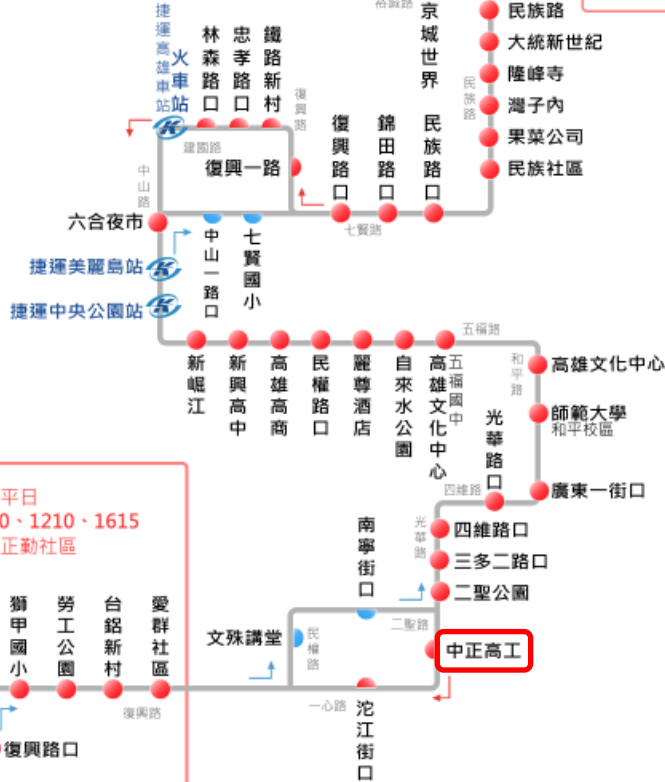 裕誠路
京城世界
民族路
大統新世紀
隆峰寺
灣子內
果菜公司
民族社區
民族路
捷運高雄車站
火車站
林森路口
忠孝路口
鐵路新村
復興路
建國路
復興一路
中山路
復興路口
錦田路口
民族路口
七賢路
六合夜市
中山一路口
七賢國小
捷運美麗島站
捷運中央公園站
五福路
新崛江
新興高中
高雄高商
民權路口
麗尊酒店
自來水公園
高雄文化中心
五福國中
和平路
高雄文化中心
師範大學
和平校區
光華路口
四維路
廣東一街口
光華路
四維路口
三多二路口
二聖公園
南寧街口
二聖路
文殊講堂
民權路
中正高工
一心路
沱江街口
平日
0、1210、1615
正勤社區
獅甲國小
勞工公園
台鋁新村
愛群社區
復興路
復興路口